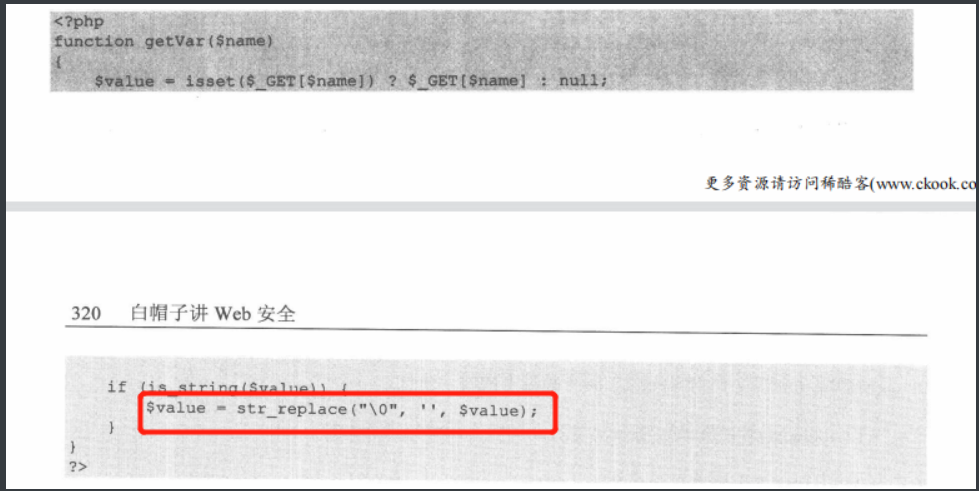 <?php
function getVar($name)
{
$value = isset($_GET[$name]) ? $_GET[$name] : null;
更多资源请访问稀酷客(www.ckook.co
320 白帽子讲 Web 安全
if (is_string($value)) {
$value = str_replace("\0", '', $value);
}
}
?>